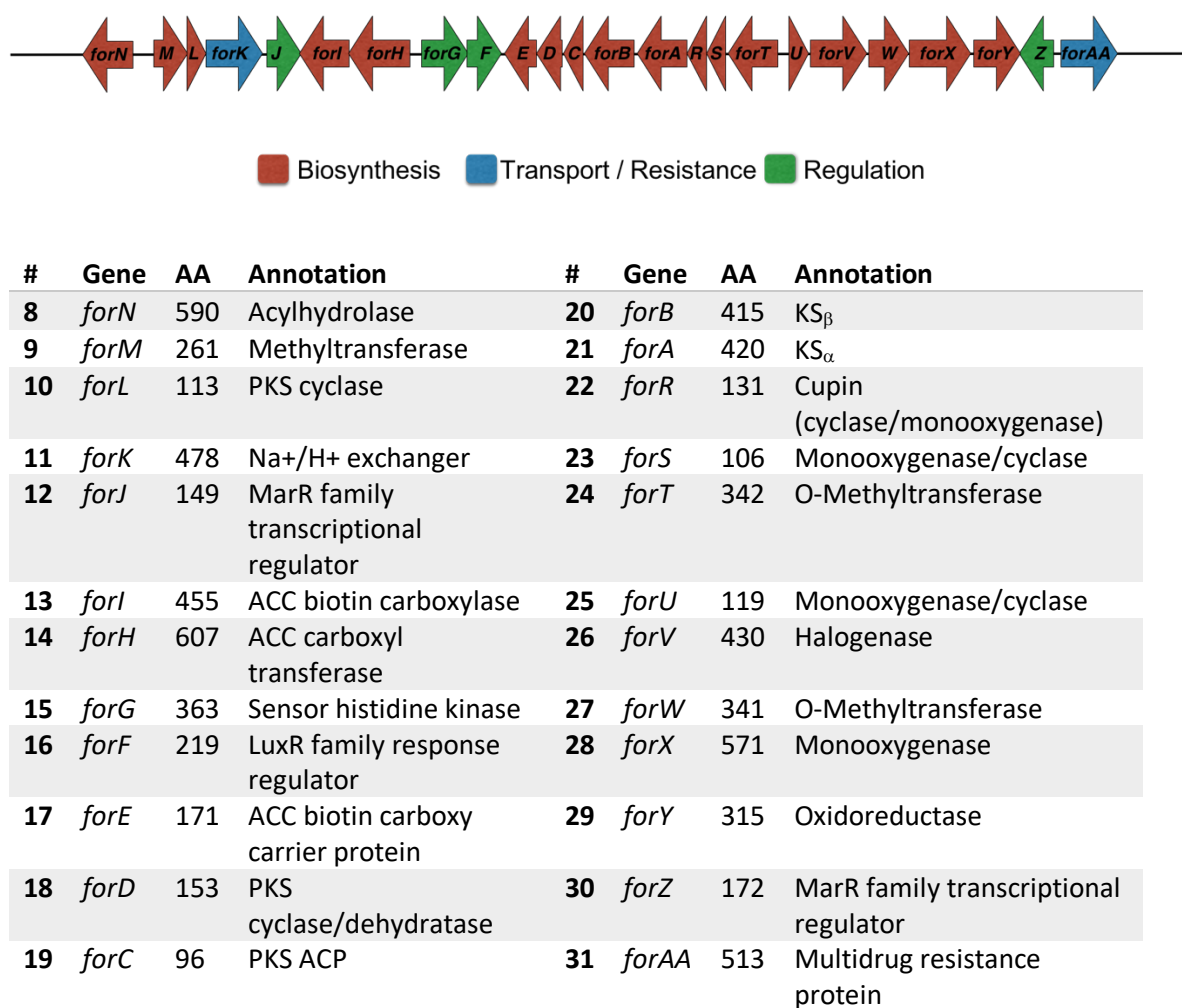 forN M L forK J forI forH forG F E D C forB forA R S forT U forV W forX forY Z forAA
Biosynthesis Transport / Resistance Regulation
# Gene AA Annotation # Gene AA Annotation
8 forN 590 Acylhydrolase 20 forB 415 KSβ
9 forM 261 Methyltransferase 21 forA 420 KSα
10 forL 113 PKS cyclase 22 forR 131 Cupin
(cyclase/monooxygenase)
11 forK 478 Na+/H+ exchanger 23 forS 106 Monooxygenase/cyclase
12 forJ 149 MarR family 24 forT 342 O-Methyltransferase
transcriptional
regulator
13 forI 455 ACC biotin carboxylase 25 forU 119 Monooxygenase/cyclase
14 forH 607 ACC carboxyl 26 forV 430 Halogenase
transferase
15 forG 363 Sensor histidine kinase 27 forW 341 O-Methyltransferase
16 forF 219 LuxR family response 28 forX 571 Monooxygenase
regulator
17 forE 171 ACC biotin carboxy 29 forY 315 Oxidoreductase
carrier protein
18 forD 153 PKS 30 forZ 172 MarR family transcriptional
cyclase/dehydratase regulator
19 forC 96 PKS ACP 31 forAA 513 Multidrug resistance
protein